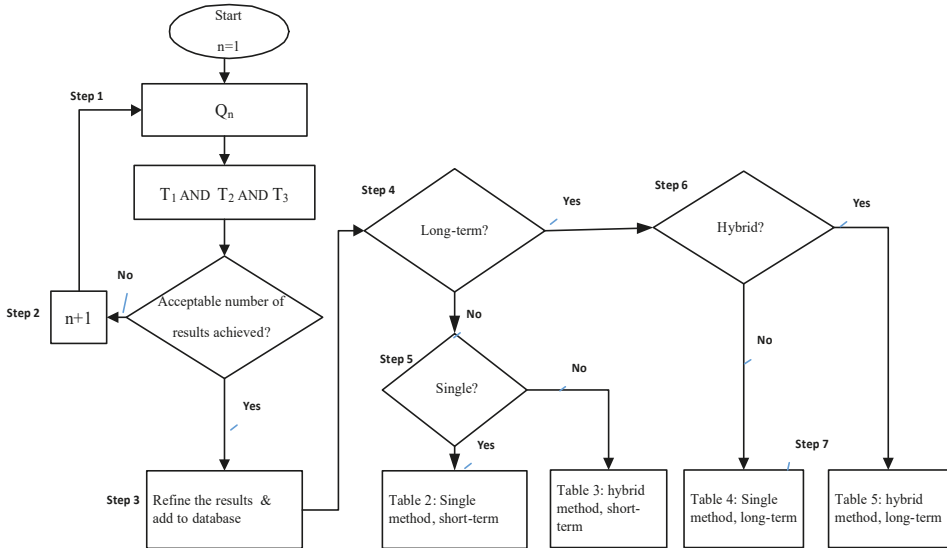 Start
n=1
Step 1
Qn
T1 AND T2 AND T3
Acceptable number of
results achieved?
No
Step 2
n+1
Yes
Step 3
Refine the results &
add to database
Step 4
Long-term?
Yes
No
Step 5
Single?
No
Yes
Table 2: Single
method, short-term
Table 3: hybrid
method, short-
term
Step 6
Hybrid?
Yes
No
Step 7
Table 4: Single
method, long-term
Table 5: hybrid
method, long-term